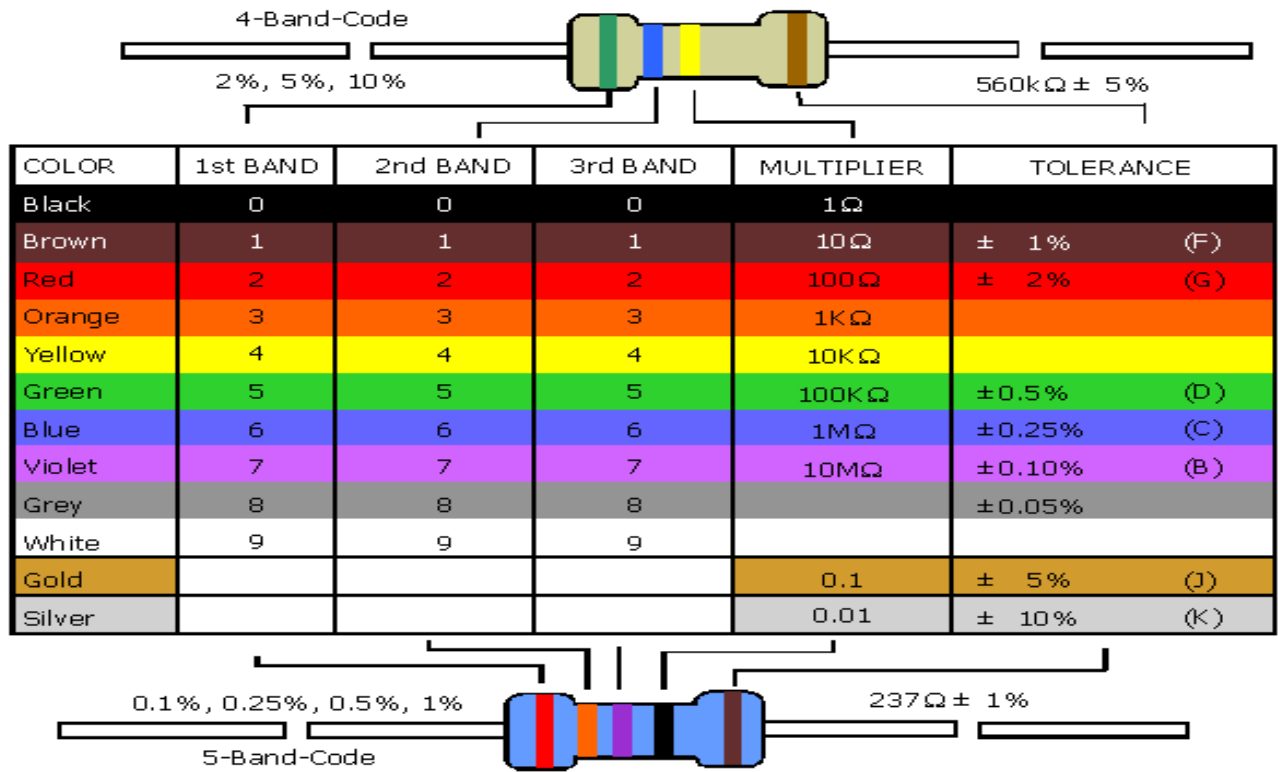 4-Band-Code
2%, 5%, 10%
560kΩ ± 5%
COLOR 1st BAND 2nd BAND 3rd BAND MULTIPLIER TOLERANCE
Black 0 0 0 1Ω
Brown 1 1 1 10Ω ± 1% (F)
Red 2 2 2 100Ω ± 2% (G)
Orange 3 3 3 1KΩ
Yellow 4 4 4 10KΩ
Green 5 5 5 100KΩ ±0.5% (D)
Blue 6 6 6 1MΩ ±0.25% (C)
Violet 7 7 7 10MΩ ±0.10% (B)
Grey 8 8 8 ±0.05%
White 9 9 9
Gold 0.1 ± 5% (J)
Silver 0.01 ± 10% (K)
0.1%, 0.25%, 0.5%, 1%
237Ω ± 1%
5-Band-Code